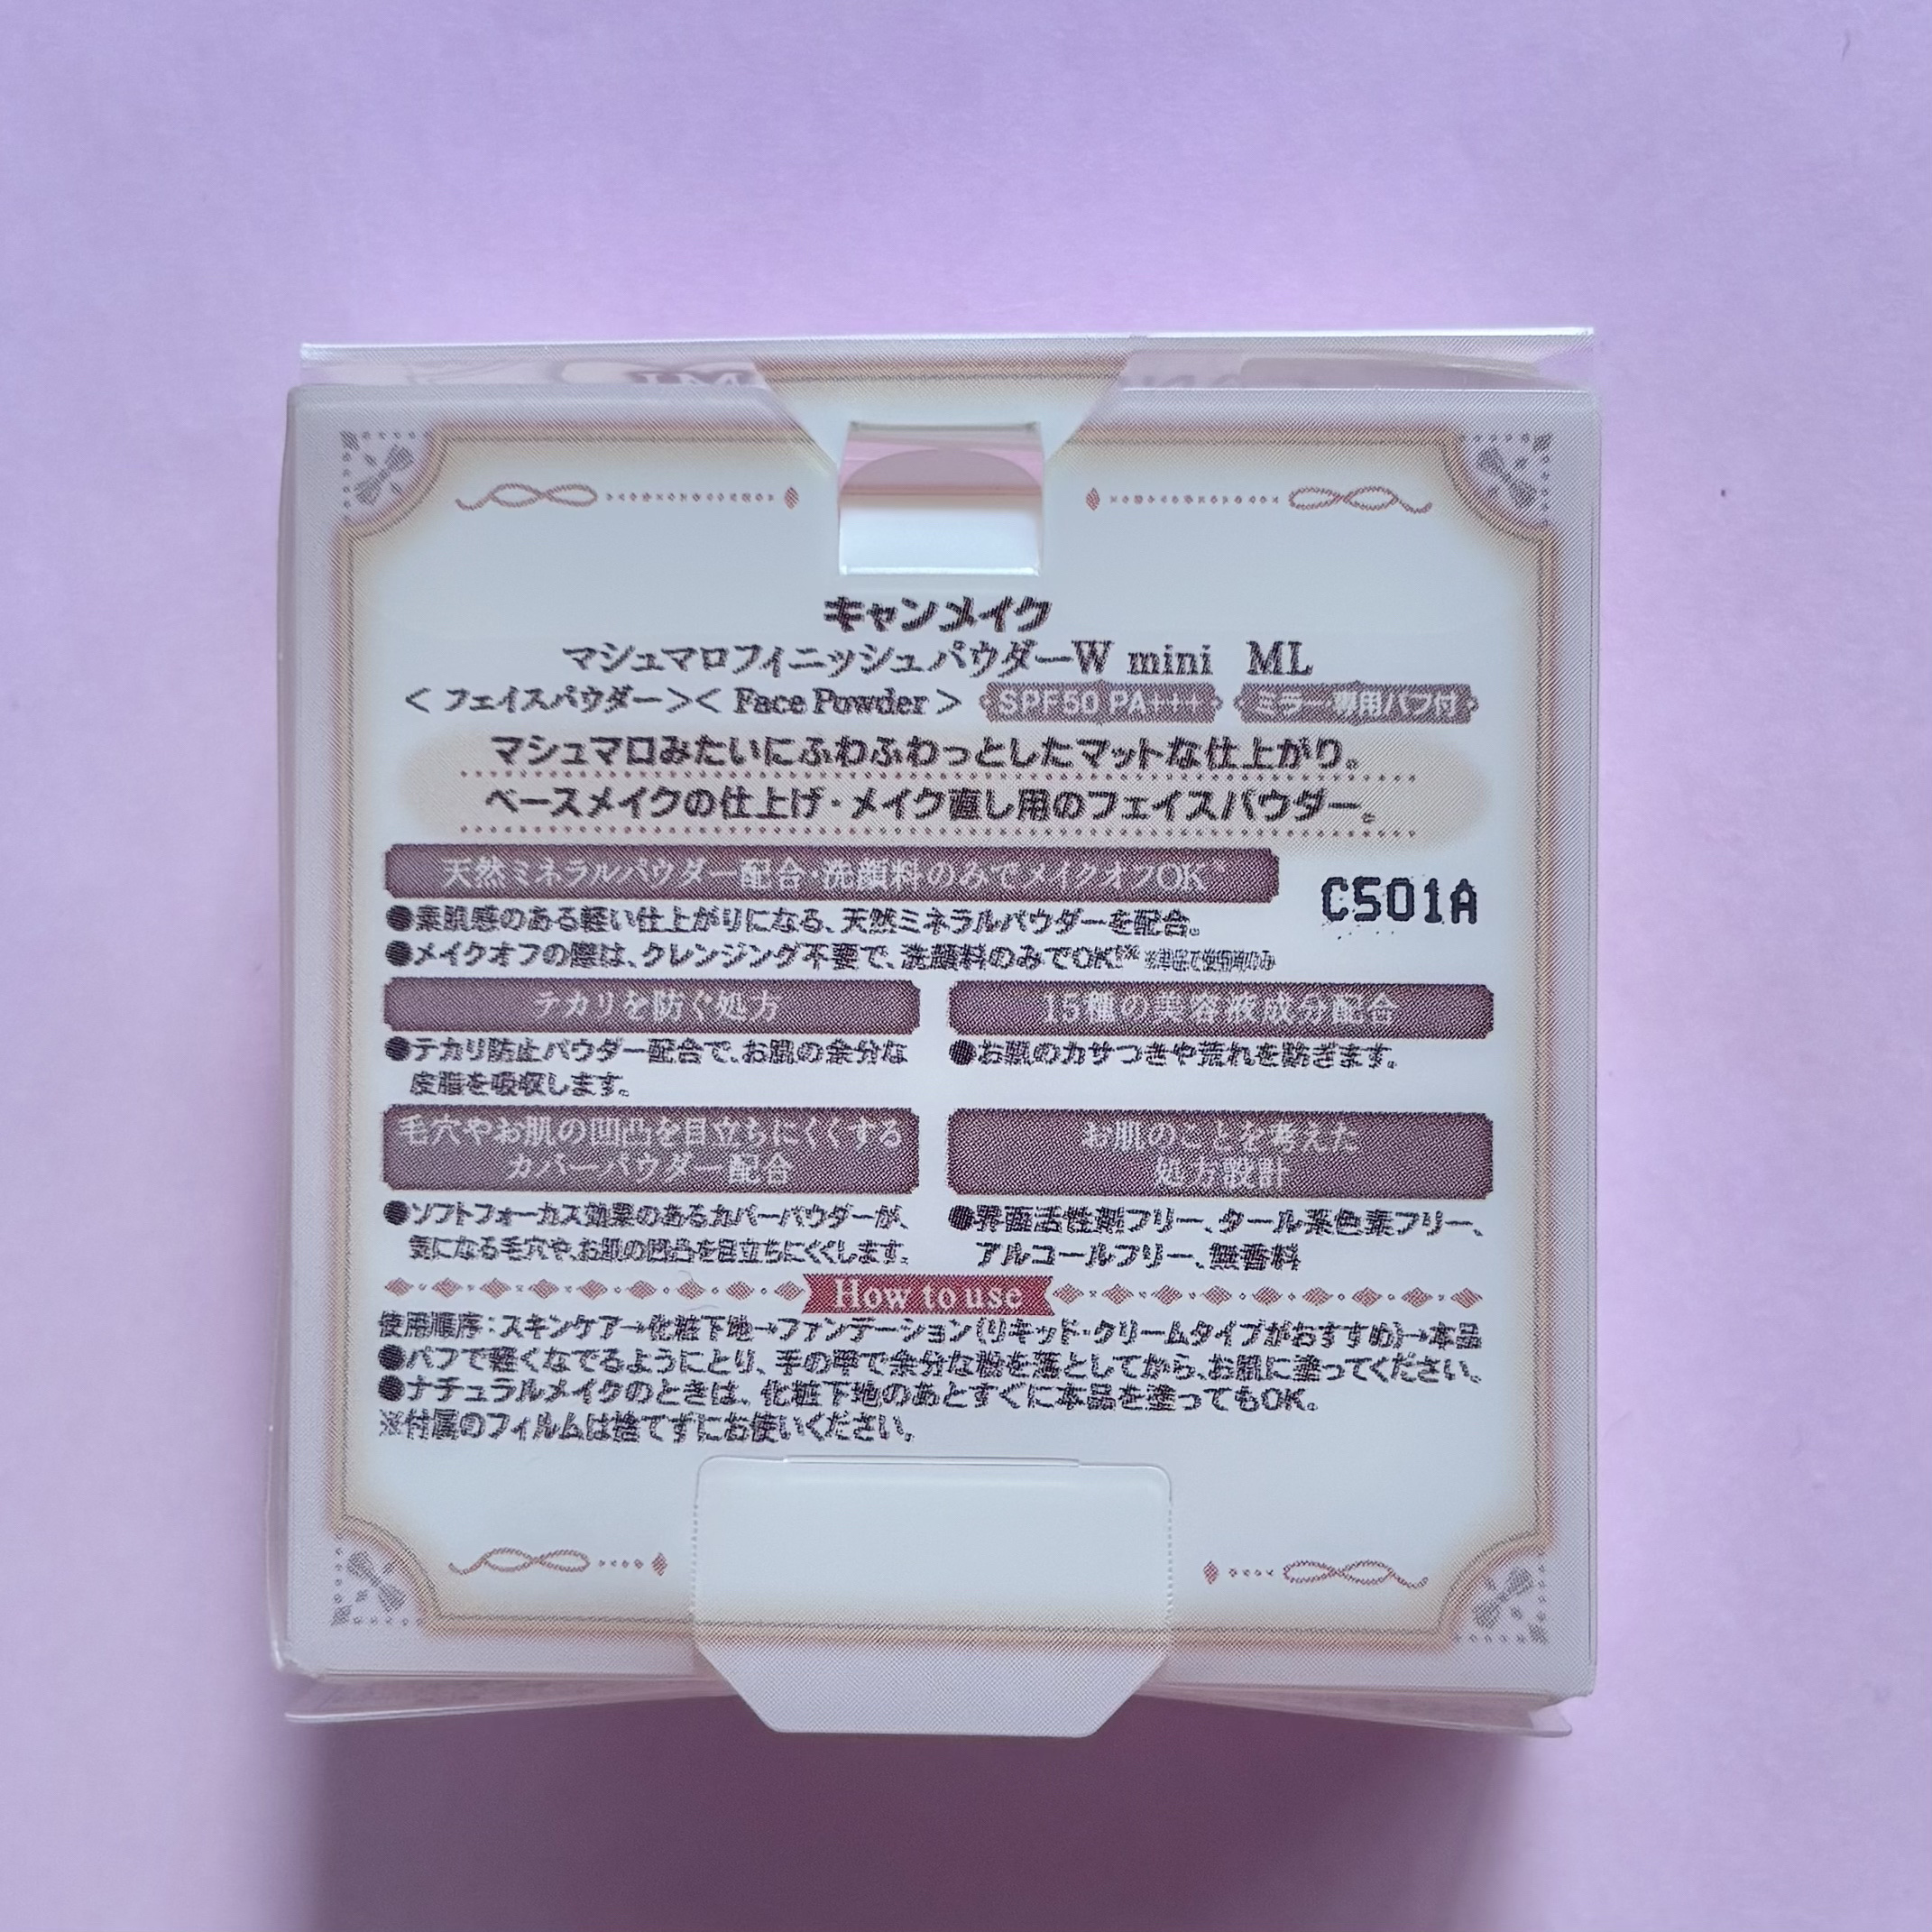 キャンメイク
マシュマロフィニッシュパウダーW mini ML
<フェイスパウダー><Face Powder> SPF50 PA+++ ミラー・専用パフ付
マシュマロみたいにふわふわっとしたマットな仕上がり。
ベースメイクの仕上げ・メイク直し用のフェイスパウダー。
天然ミネラルパウダー配合・洗顔料のみでメイクオフOK※
C501A
●素肌感のある軽い仕上がりになる、天然ミネラルパウダーを配合。
●メイクオフの際は、クレンジング不要で、洗顔料のみでOK!※ ※単品で使用時のみ
テカリを防ぐ処方
●テカリ防止パウダー配合で、お肌の余分な
皮脂を吸収します。
15種の美容液成分配合
●お肌のカサつきや荒れを防ぎます。
毛穴やお肌の凹凸を目立ちにくくする
カバーパウダー配合
●ソフトフォーカス効果のあるカバーパウダーが、
気になる毛穴や、お肌の凹凸を目立ちにくくします。
お肌のことを考えた
処方設計
●界面活性剤フリー、タール系色素フリー、
アルコールフリー、無香料
How to use
使用順序:スキンケア→化粧下地→ファンデーション(リキッド・クリームタイプがおすすめ)→本品
●パフで軽くなでるようにとり、手の甲で余分な粉を落としてから、お肌に塗ってください。
●ナチュラルメイクのときは、化粧下地のあとすぐに本品を塗ってもOK。
※付属のフィルムは捨てずにお使いください。